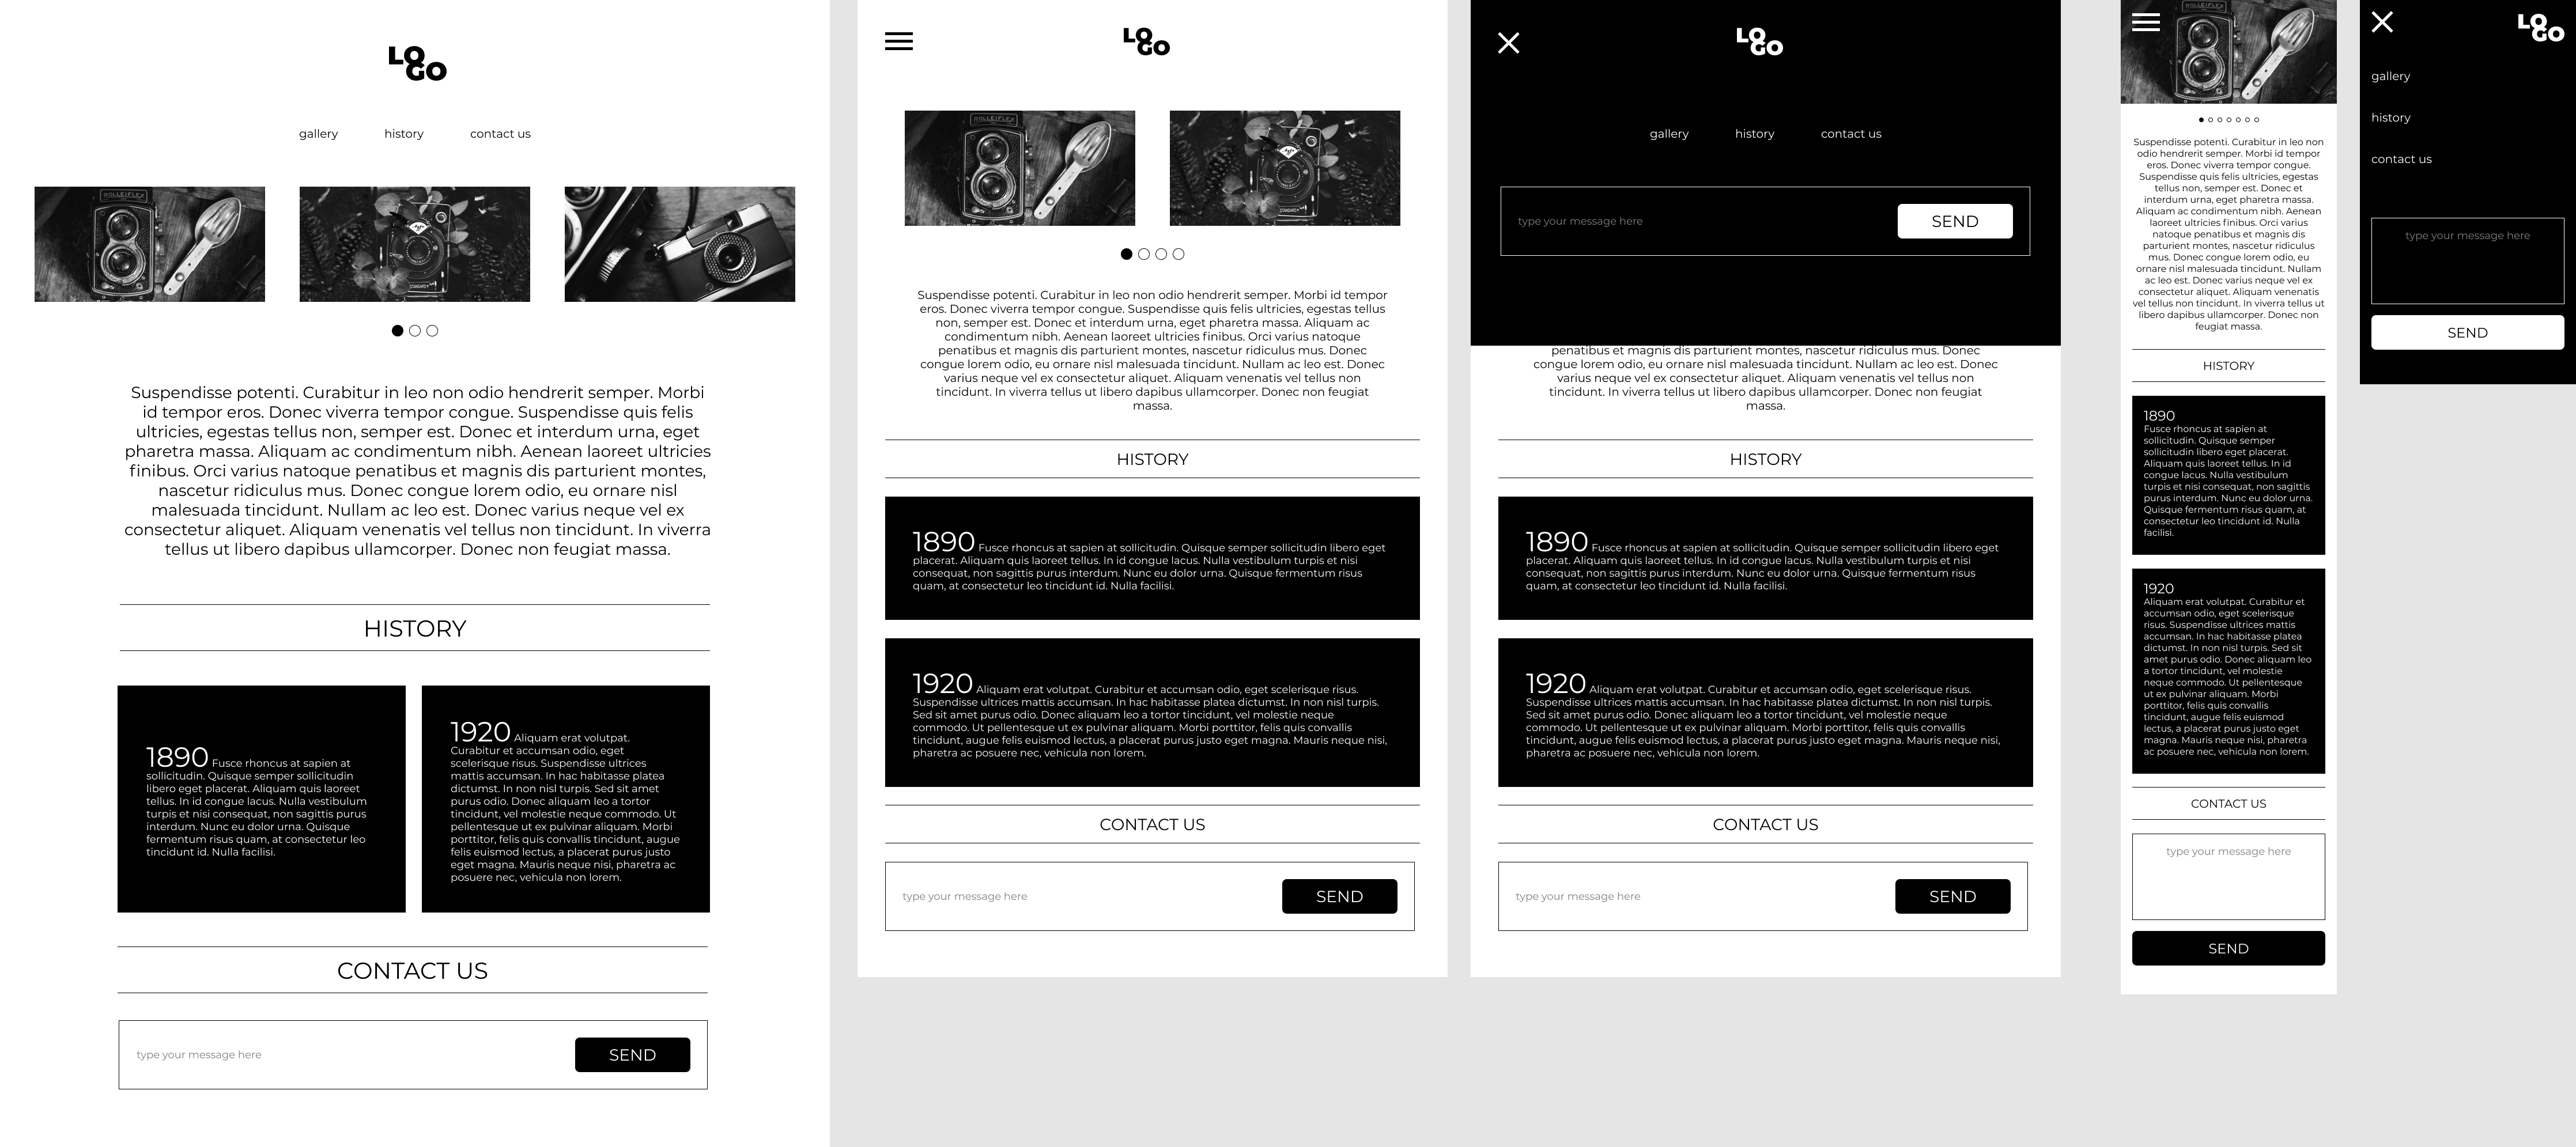 LOGO
gallery history contact us
ROLLEIFLEX
Suspendisse potenti. Curabitur in leo non odio hendrerit semper. Morbi
id tempor eros. Donec viverra tempor congue. Suspendisse quis felis
ultricies, egestas tellus non, semper est. Donec et interdum urna, eget
pharetra massa. Aliquam ac condimentum nibh. Aenean laoreet ultricies
finibus. Orci varius natoque penatibus et magnis dis parturient montes,
nascetur ridiculus mus. Donec congue lorem odio, eu ornare nisl
malesuada tincidunt. Nullam ac leo est. Donec varius neque vel ex
consectetur aliquet. Aliquam venenatis vel tellus non tincidunt. In viverra
tellus ut libero dapibus ullamcorper. Donec non feugiat massa.
HISTORY
1890 Fusce rhoncus at sapien at
sollicitudin. Quisque semper sollicitudin
libero eget placerat. Aliquam quis laoreet
tellus. In id congue lacus. Nulla vestibulum
turpis et nisi consequat, non sagittis purus
interdum. Nunc eu dolor urna. Quisque
fermentum risus quam, at consectetur leo
tincidunt id. Nulla facilisi.
1920 Aliquam erat volutpat.
Curabitur et accumsan odio, eget
scelerisque risus. Suspendisse ultrices
mattis accumsan. In hac habitasse platea
dictumst. In non nisl turpis. Sed sit amet
purus odio. Donec aliquam leo a tortor
tincidunt, vel molestie neque commodo. Ut
pellentesque ut ex pulvinar aliquam. Morbi
porttitor, felis quis convallis tincidunt, augue
felis euismod lectus, a placerat purus justo
eget magna. Mauris neque nisi, pharetra ac
posuere nec, vehicula non lorem.
CONTACT US
type your message here SEND
LOGO
ROLLEIFLEX
Suspendisse potenti. Curabitur in leo non odio hendrerit semper. Morbi id tempor
eros. Donec viverra tempor congue. Suspendisse quis felis ultricies, egestas tellus
non, semper est. Donec et interdum urna, eget pharetra massa. Aliquam ac
condimentum nibh. Aenean laoreet ultricies finibus. Orci varius natoque
penatibus et magnis dis parturient montes, nascetur ridiculus mus. Donec
congue lorem odio, eu ornare nisl malesuada tincidunt. Nullam ac leo est. Donec
varius neque vel ex consectetur aliquet. Aliquam venenatis vel tellus non
tincidunt. In viverra tellus ut libero dapibus ullamcorper. Donec non feugiat
massa.
HISTORY
1890 Fusce rhoncus at sapien at sollicitudin. Quisque semper sollicitudin libero eget
placerat. Aliquam quis laoreet tellus. In id congue lacus. Nulla vestibulum turpis et nisi
consequat, non sagittis purus interdum. Nunc eu dolor urna. Quisque fermentum risus
quam, at consectetur leo tincidunt id. Nulla facilisi.
1920 Aliquam erat volutpat. Curabitur et accumsan odio, eget scelerisque risus.
Suspendisse ultrices mattis accumsan. In hac habitasse platea dictumst. In non nisl turpis.
Sed sit amet purus odio. Donec aliquam leo a tortor tincidunt, vel molestie neque
commodo. Ut pellentesque ut ex pulvinar aliquam. Morbi porttitor, felis quis convallis
tincidunt, augue felis euismod lectus, a placerat purus justo eget magna. Mauris neque nisi,
pharetra ac posuere nec, vehicula non lorem.
CONTACT US
type your message here SEND
LOGO
gallery history contact us
type your message here SEND
penatibus et magnis dis parturient montes, nascetur ridiculus mus. Donec
congue lorem odio, eu ornare nisl malesuada tincidunt. Nullam ac leo est. Donec
varius neque vel ex consectetur aliquet. Aliquam venenatis vel tellus non
tincidunt. In viverra tellus ut libero dapibus ullamcorper. Donec non feugiat
massa.
HISTORY
1890 Fusce rhoncus at sapien at sollicitudin. Quisque semper sollicitudin libero eget
placerat. Aliquam quis laoreet tellus. In id congue lacus. Nulla vestibulum turpis et nisi
consequat, non sagittis purus interdum. Nunc eu dolor urna. Quisque fermentum risus
quam, at consectetur leo tincidunt id. Nulla facilisi.
1920 Aliquam erat volutpat. Curabitur et accumsan odio, eget scelerisque risus.
Suspendisse ultrices mattis accumsan. In hac habitasse platea dictumst. In non nisl turpis.
Sed sit amet purus odio. Donec aliquam leo a tortor tincidunt, vel molestie neque
commodo. Ut pellentesque ut ex pulvinar aliquam. Morbi porttitor, felis quis convallis
tincidunt, augue felis euismod lectus, a placerat purus justo eget magna. Mauris neque nisi,
pharetra ac posuere nec, vehicula non lorem.
CONTACT US
type your message here SEND
ROLLEIFLEX
Suspendisse potenti. Curabitur in leo non
odio hendrerit semper. Morbi id tempor
eros. Donec viverra tempor congue.
Suspendisse quis felis ultricies, egestas
tellus non, semper est. Donec et
interdum urna, eget pharetra massa.
Aliquam ac condimentum nibh. Aenean
laoreet ultricies finibus. Orci varius
natoque penatibus et magnis dis
parturient montes, nascetur ridiculus
mus. Donec congue lorem odio, eu
ornare nisl malesuada tincidunt. Nullam
ac leo est. Donec varius neque vel ex
consectetur aliquet. Aliquam venenatis
vel tellus non tincidunt. In viverra tellus ut
libero dapibus ullamcorper. Donec non
feugiat massa.
HISTORY
1890
Fusce rhoncus at sapien at
sollicitudin. Quisque semper
sollicitudin libero eget placerat.
Aliquam quis laoreet tellus. In id
congue lacus. Nulla vestibulum
turpis et nisi consequat, non sagittis
purus interdum. Nunc eu dolor urna.
Quisque fermentum risus quam, at
consectetur leo tincidunt id. Nulla
facilisi.
1920
Aliquam erat volutpat. Curabitur et
accumsan odio, eget scelerisque
risus. Suspendisse ultrices mattis
accumsan. In hac habitasse platea
dictumst. In non nisl turpis. Sed sit
amet purus odio. Donec aliquam leo
a tortor tincidunt, vel molestie
neque commodo. Ut pellentesque
ut ex pulvinar aliquam. Morbi
porttitor, felis quis convallis
tincidunt, augue felis euismod
lectus, a placerat purus justo eget
magna. Mauris neque nisi, pharetra
ac posuere nec, vehicula non lorem.
CONTACT US
type your message here
SEND
LOGO
gallery
history
contact us
type your message here
SEND